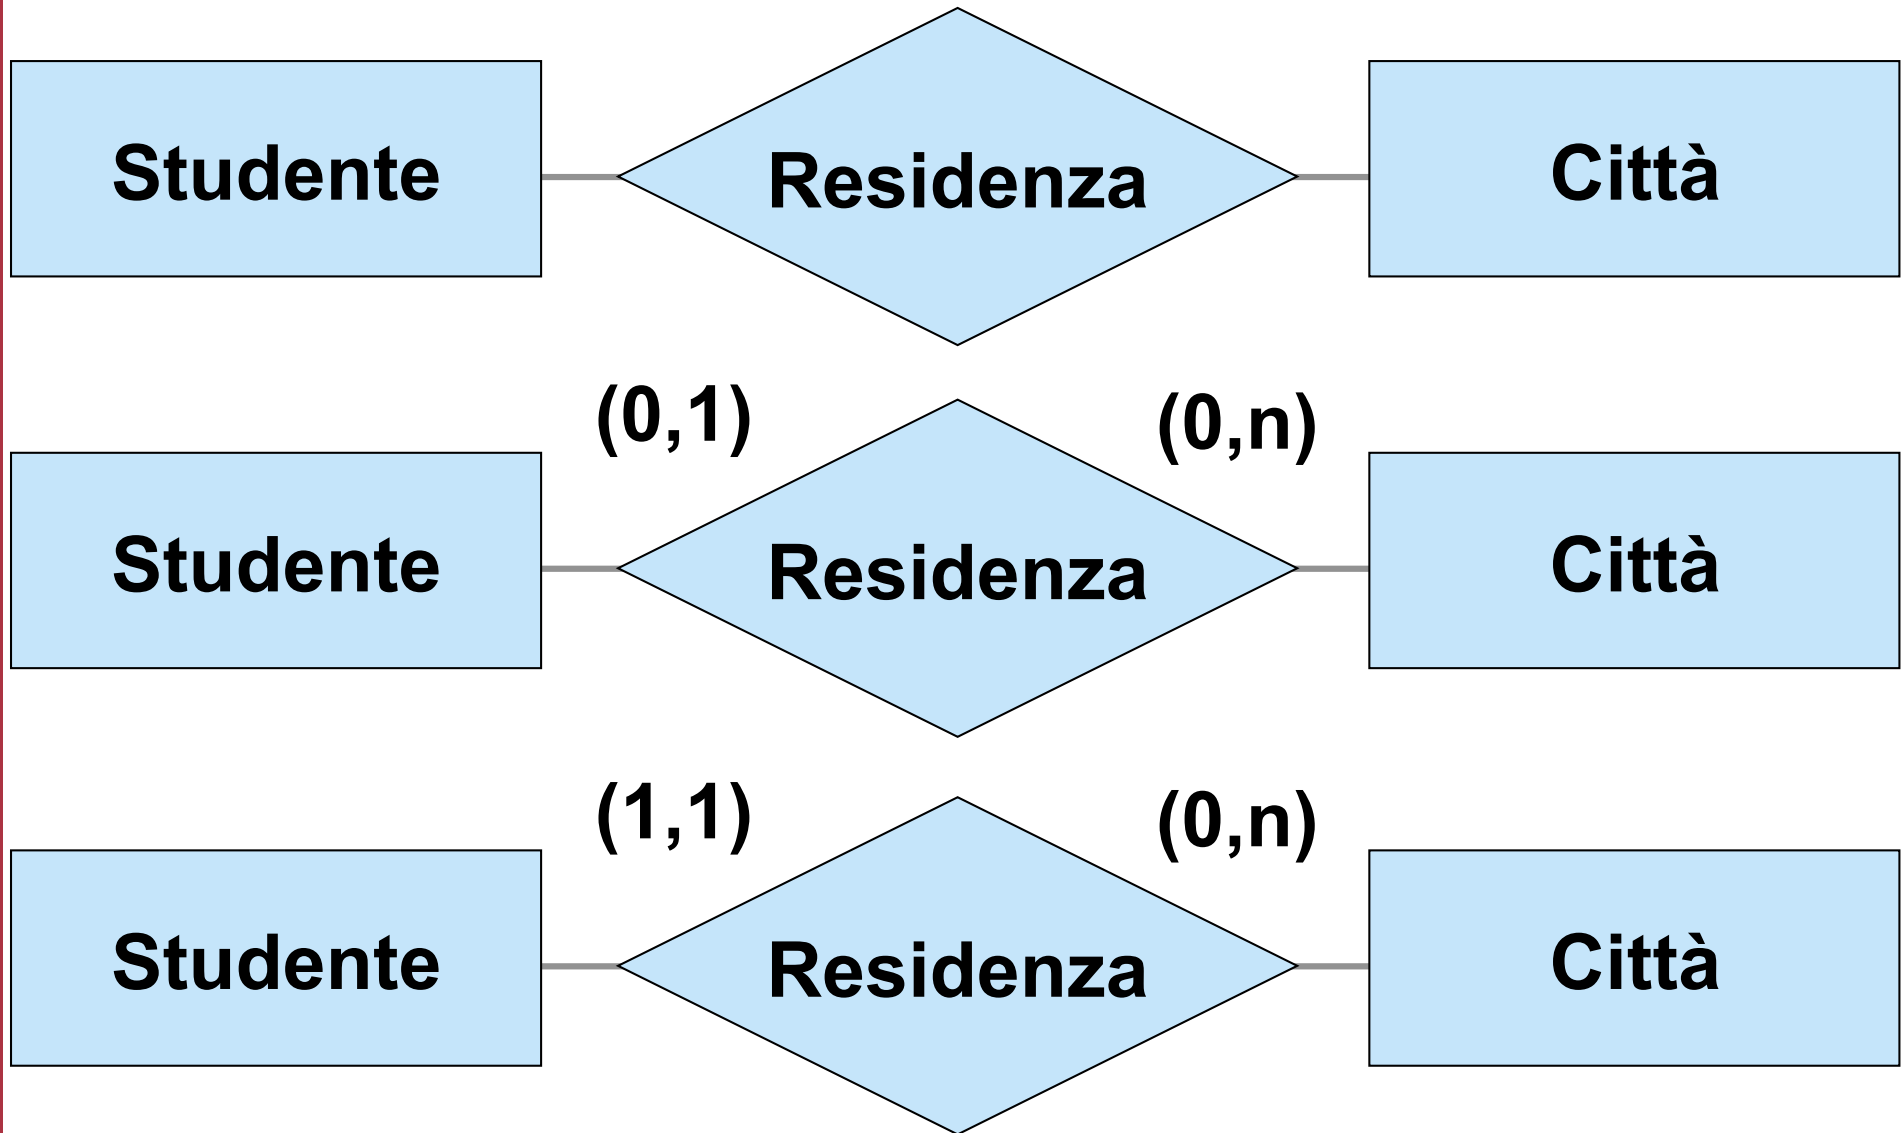 Studente Residenza Città
(0,1) (0,n)
Studente Residenza Città
(1,1) (0,n)
Studente Residenza Città